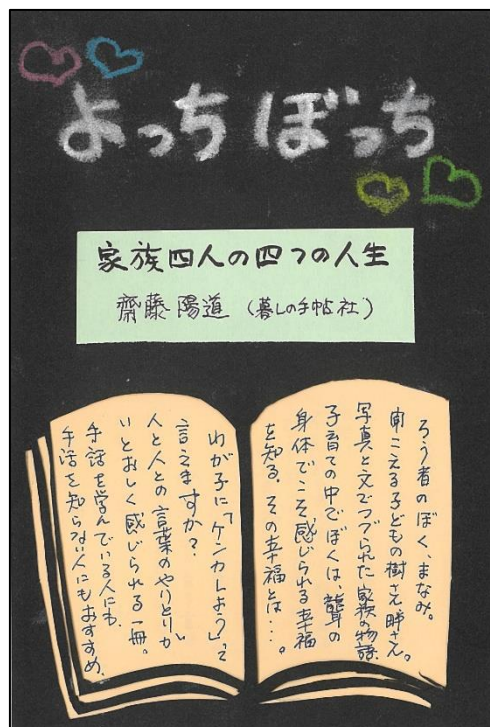 よっちぼっち
家族四人の四つの人生
齋藤陽道（暮しの手帖社）
ろう者のぼく、まなみ。
聞こえる子どもの樹さん、畔さん。
写真と文でつづられた家族の物語。
子育ての中でぼくは、聾の
身体でこそ感じられる幸福
を知る。その幸福とは…。
わが子に「ケンカしよう」って
言えますか？
人と人との言葉のやりとりが
いとおしく感じられる一冊。
手話を学んでいる人にも、
手話を知らない人にもおすすめ。